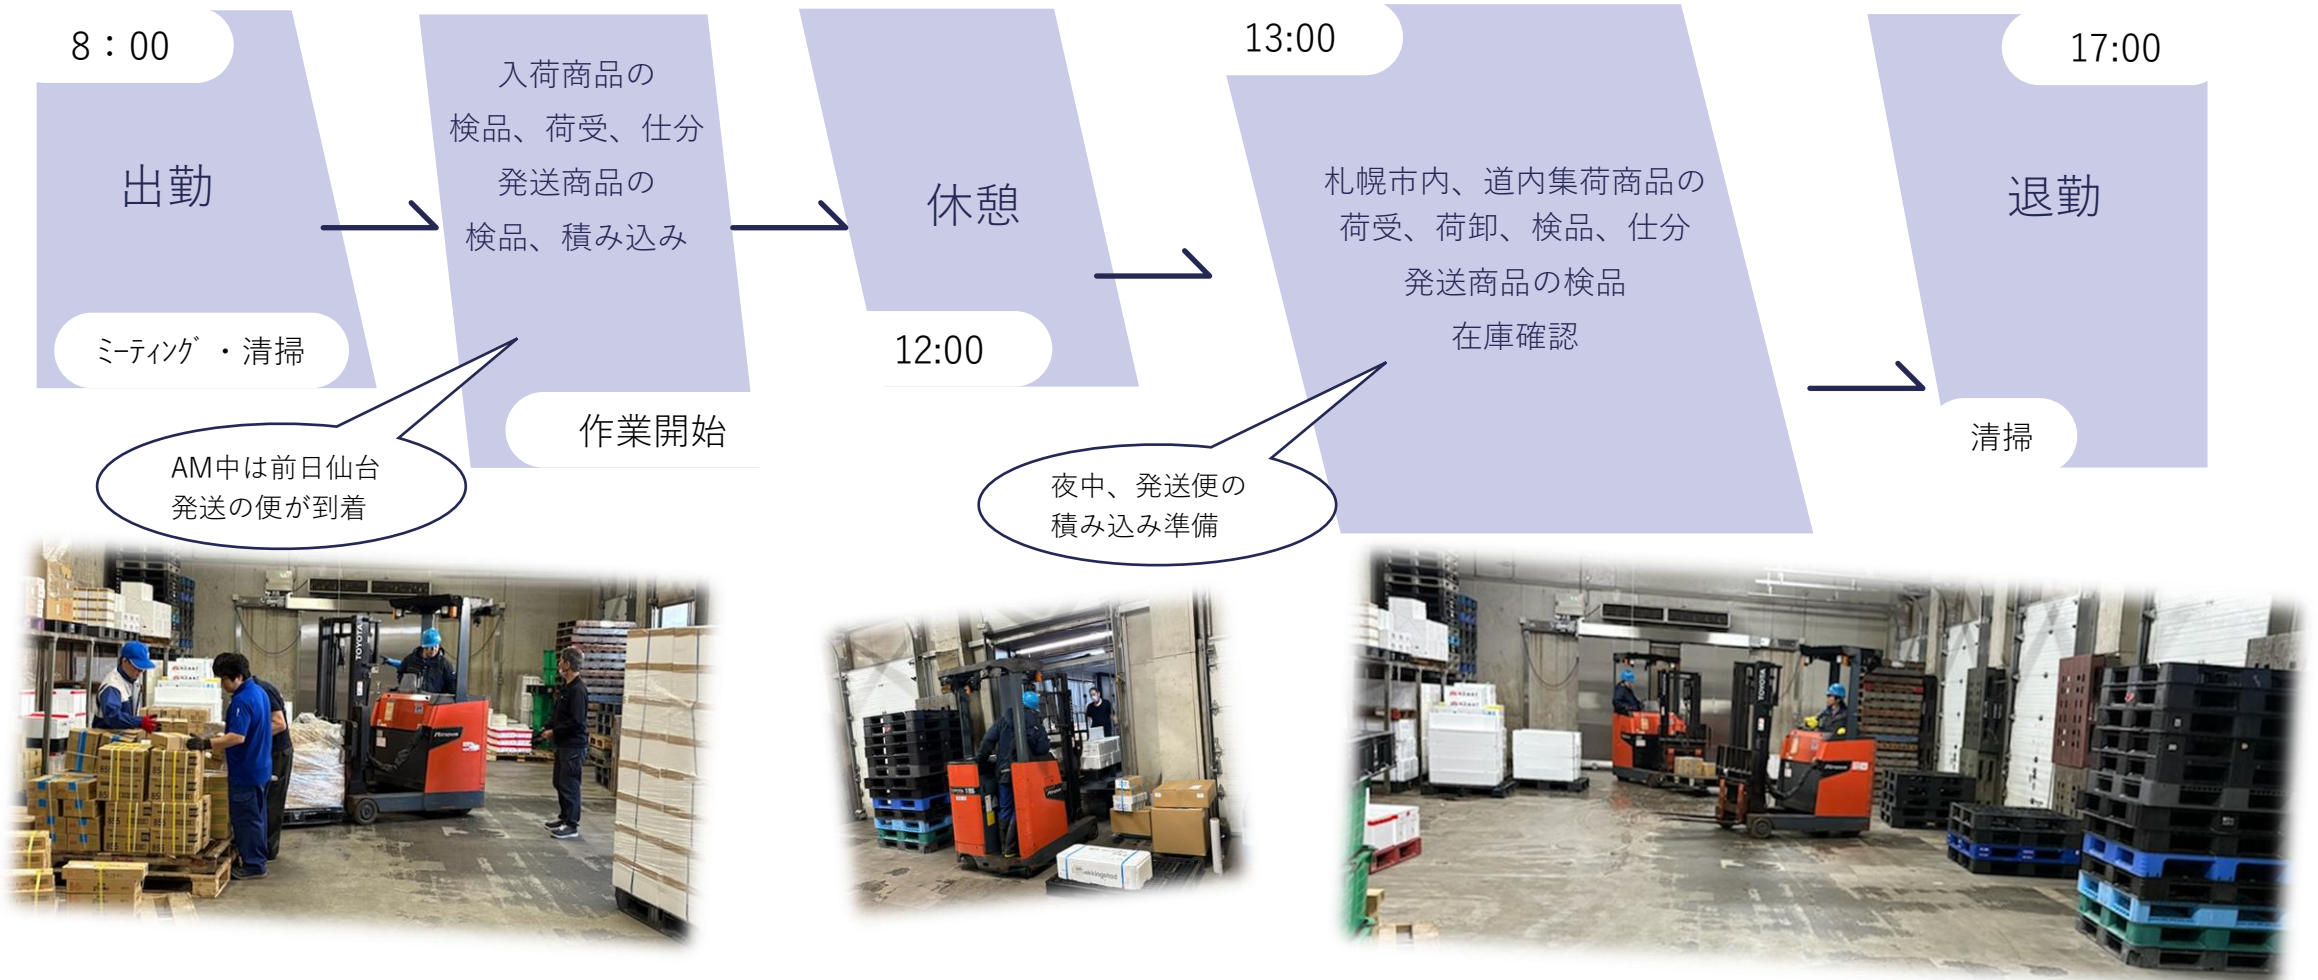 8：00
出勤
ﾐｰﾃｨﾝｸﾞ・清掃
入荷商品の
検品、荷受、仕分
発送商品の
検品、積み込み
作業開始
AM中は前日仙台
発送の便が到着
休憩
12:00
13:00
札幌市内、道内集荷商品の
荷受、荷卸、検品、仕分
発送商品の検品
在庫確認
夜中、発送便の
積み込み準備
17:00
退勤
清掃
TOYOTA
TOYOTA